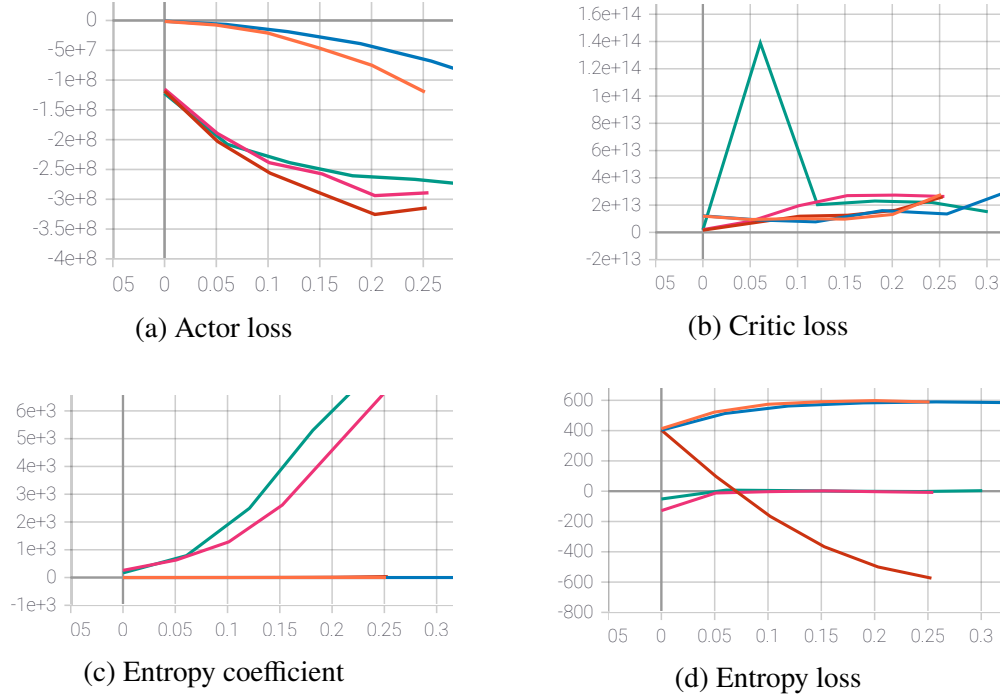 0
-5e+7
-1e+8
-1.5e+8
-2e+8
-2.5e+8
-3e+8
-3.5e+8
-4e+8
05 0 0.05 0.1 0.15 0.2 0.25
(a) Actor loss
1.6e+14
1.4e+14
1.2e+14
1e+14
8e+13
6e+13
4e+13
2e+13
0
-2e+13
05 0 0.05 0.1 0.15 0.2 0.25 0.3
(b) Critic loss
6e+3
5e+3
4e+3
3e+3
2e+3
1e+3
0
-1e+3
05 0 0.05 0.1 0.15 0.2 0.25 0.3
(c) Entropy coefficient
600
400
200
0
-200
-400
-600
-800
05 0 0.05 0.1 0.15 0.2 0.25 0.3
(d) Entropy loss